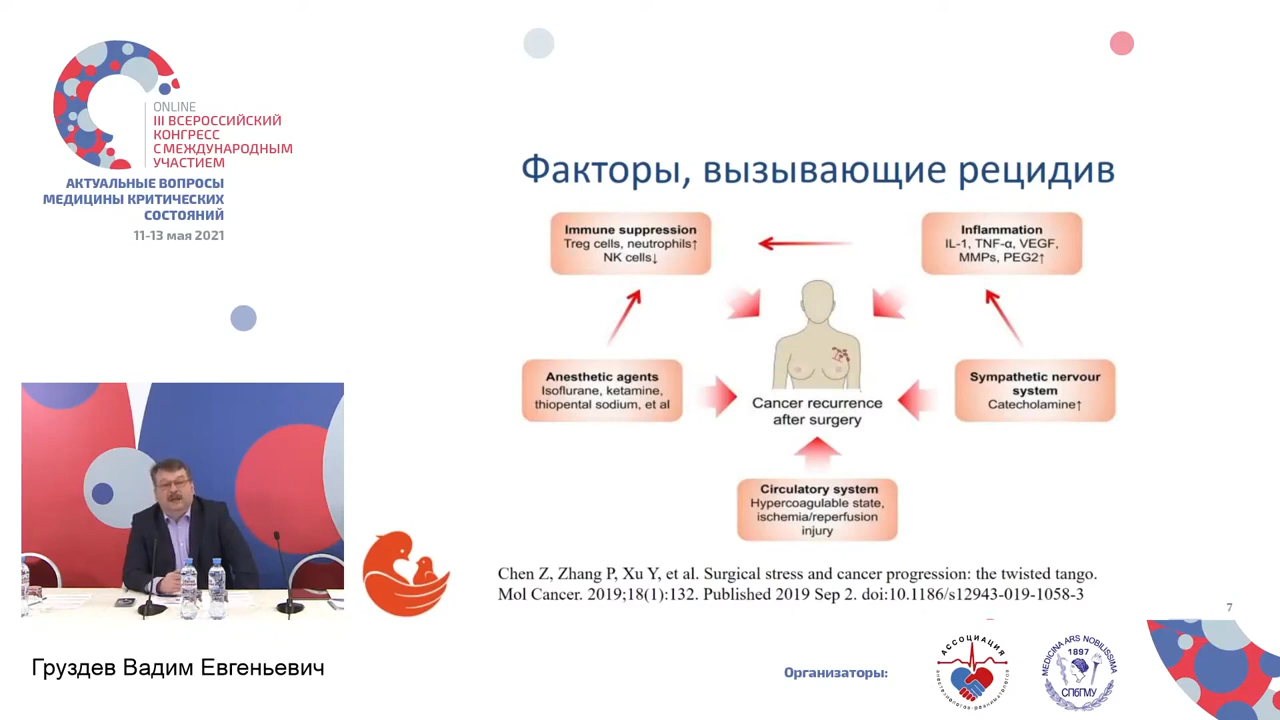 ONLINE
III ВСЕРОССИЙСКИЙ
КОНГРЕСС
С МЕЖДУНАРОДНЫМ
УЧАСТИЕМ
АКТУАЛЬНЫЕ ВОПРОСЫ
МЕДИЦИНЫ КРИТИЧЕСКИХ
СОСТОЯНИЙ
11-13 мая 2021
Факторы, вызывающие рецидив
Immune suppression
Treg cells, neutrophils↑
NK cells↓
Inflammation
IL-1, TNF-α, VEGF,
MMPs, PEG2↑
Anesthetic agents
Isoflurane, ketamine,
thiopental sodium, et al
Cancer recurrence
after surgery
Sympathetic nervour
system
Catecholamine↑
Circulatory system
Hypercoagulable state,
ischemia/reperfusion
injury
Chen Z, Zhang P, Xu Y, et al. Surgical stress and cancer progression: the twisted tango.
Mol Cancer. 2019;18(1):132. Published 2019 Sep 2. doi:10.1186/s12943-019-1058-3
7
Груздев Вадим Евгеньевич
Организаторы:
АССОЦИАЦИЯ
анестезиологов-реаниматологов
MEDICINA ARS NOBILISSIMA
1897
СПбГМУ